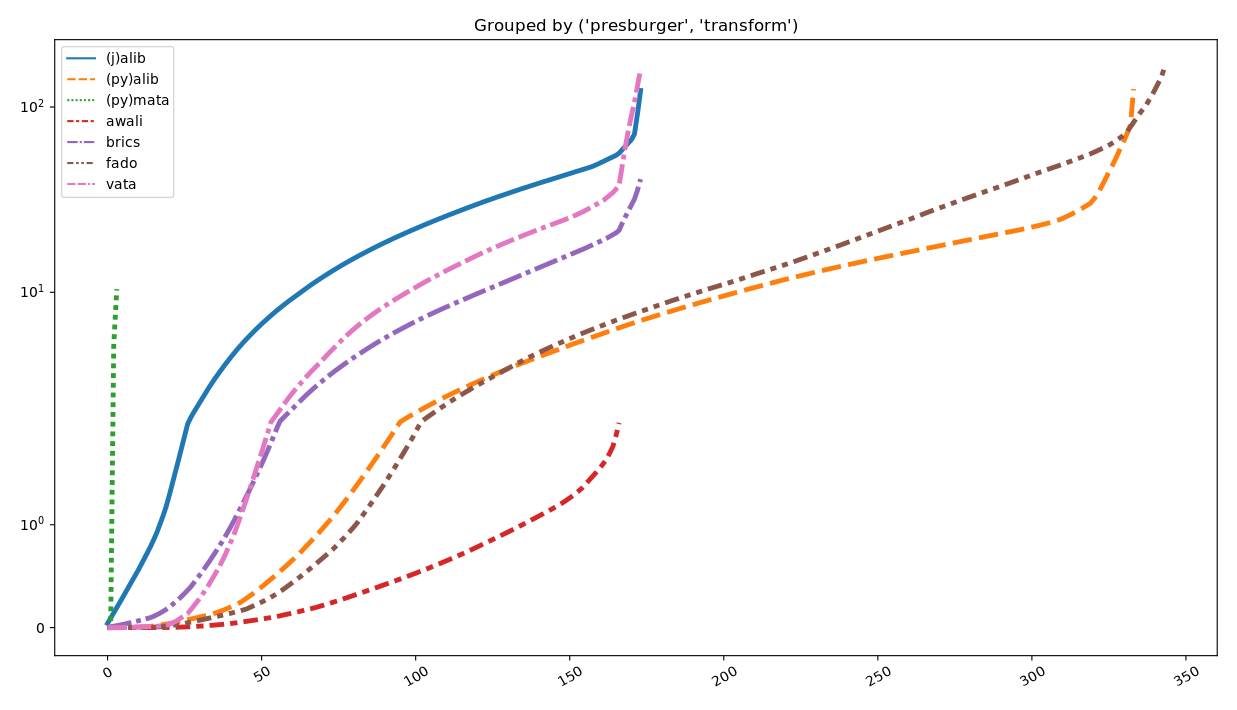 Grouped by ('presburger', 'transform')
(j)alib
(py)alib
(py)mata
awali
brics
fado
vata
10²
10¹
10⁰
0
0
50
100
150
200
250
300
350